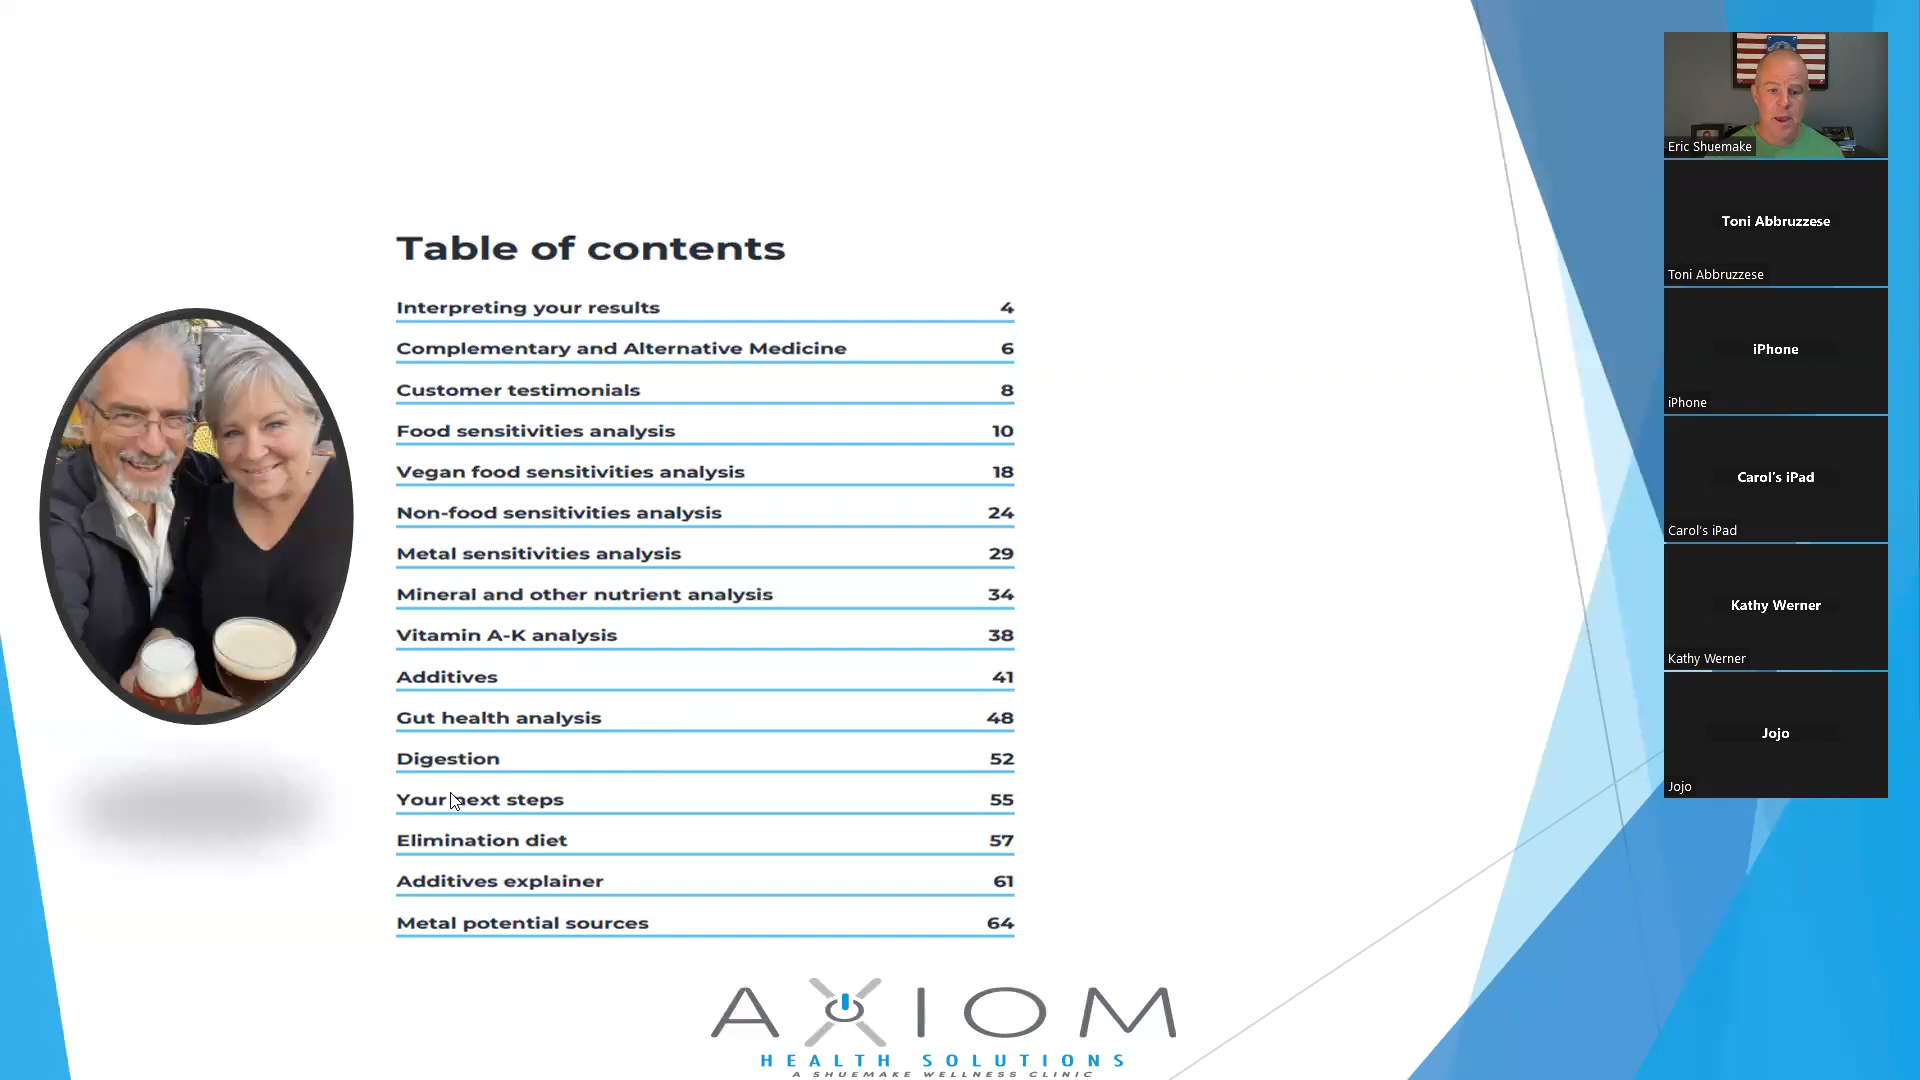 Table of contents
Interpreting your results 4
Complementary and Alternative Medicine 6
Customer testimonials 8
Food sensitivities analysis 10
Vegan food sensitivities analysis 18
Non-food sensitivities analysis 24
Metal sensitivities analysis 29
Mineral and other nutrient analysis 34
Vitamin A-K analysis 38
Additives 41
Gut health analysis 48
Digestion 52
Your next steps 55
Elimination diet 57
Additives explainer 61
Metal potential sources 64
AXIOM
HEALTH SOLUTIONS
A SHUEMAKE WELLNESS CLINIC
Eric Shuemake
Toni Abbruzzese
Toni Abbruzzese
iPhone
iPhone
Carol's iPad
Carol's iPad
Kathy Werner
Kathy Werner
Jojo
Jojo